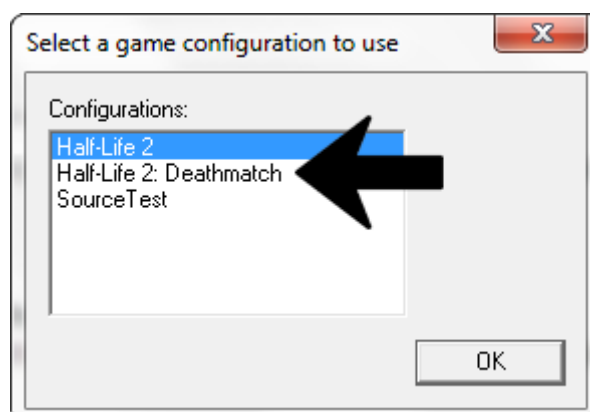 Select a game configuration to use
Configurations:
Half-Life 2
Half-Life 2: Deathmatch
SourceTest
OK